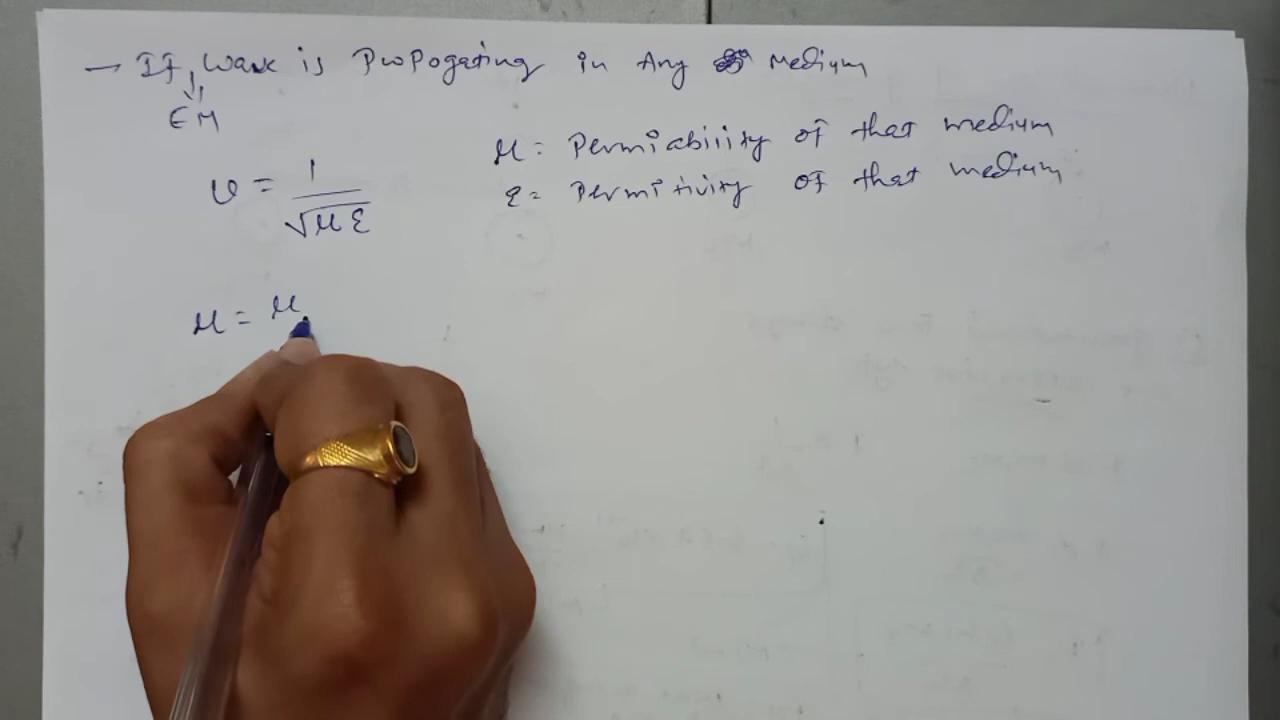 → If wave is Propogating in Any Medium
EM
υ = 1
√με
μ = Permiability of that medium
ε = Permitivity of that medium
μ = μ